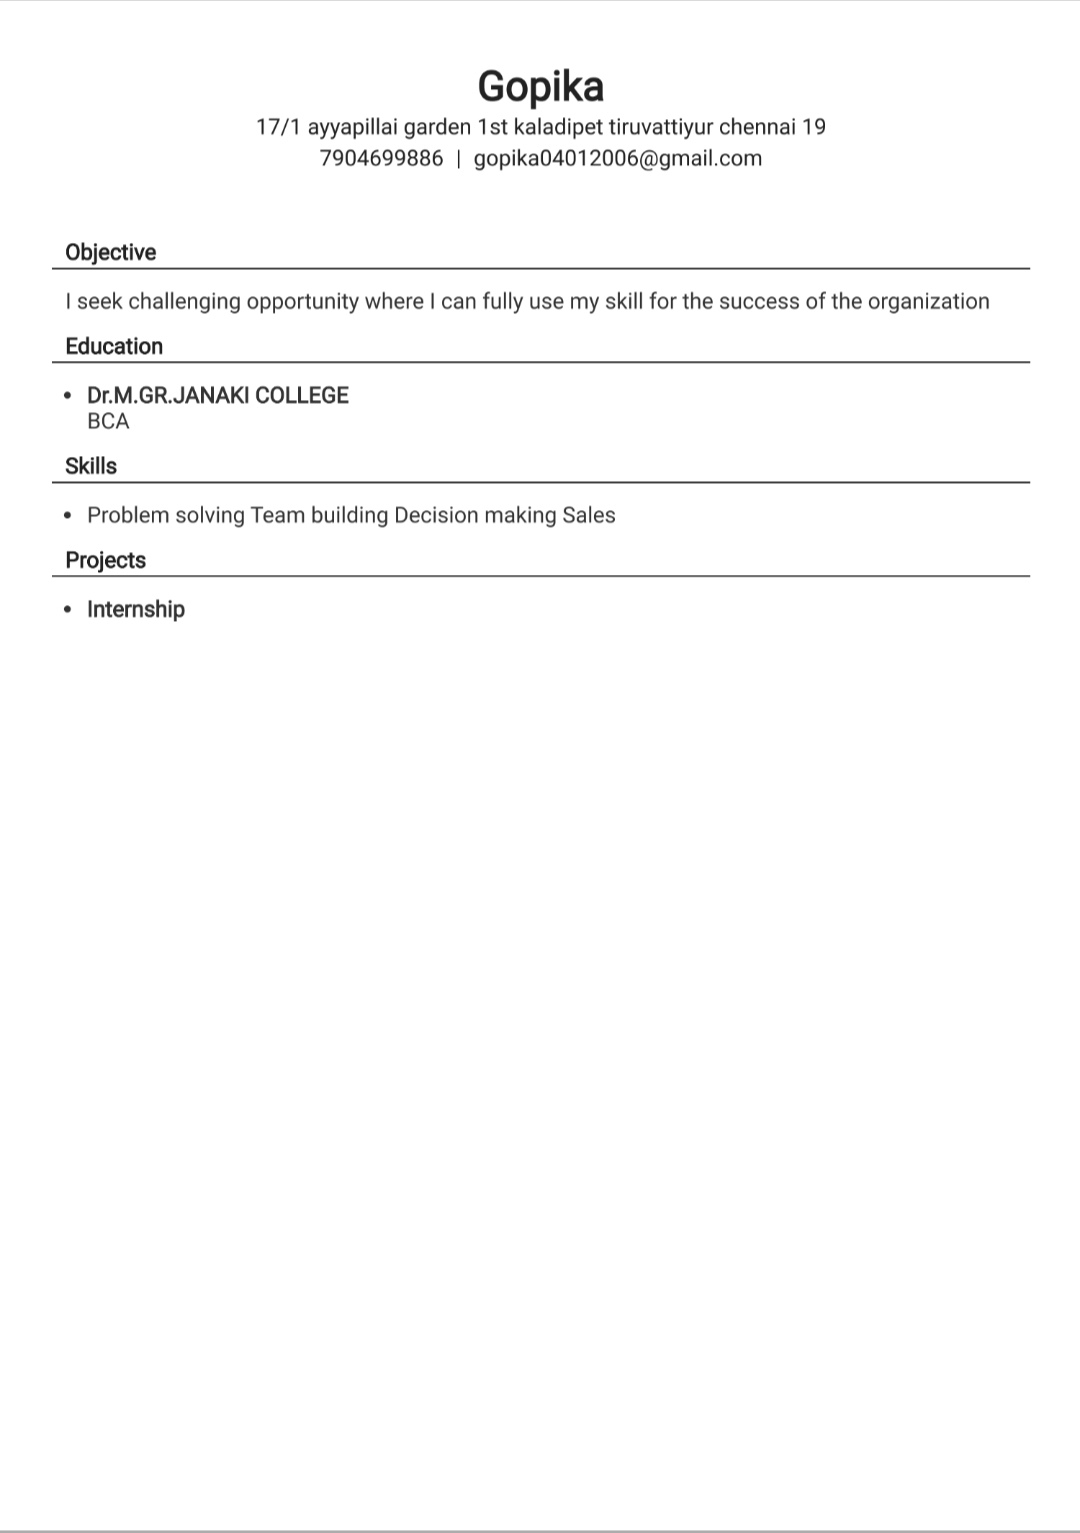 Gopika
17/1 ayyapillai garden 1st kaladipet tiruvattiyur chennai 19
7904699886 | gopika04012006@gmail.com
Objective
I seek challenging opportunity where I can fully use my skill for the success of the organization
Education
• Dr.M.GR.JANAKI COLLEGE
BCA
Skills
• Problem solving Team building Decision making Sales
Projects
• Internship